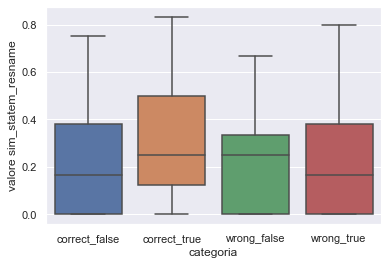 valore sim_statem_resname
0.8
0.6
0.4
0.2
0.0
correct_false correct_true wrong_false wrong_true
categoria